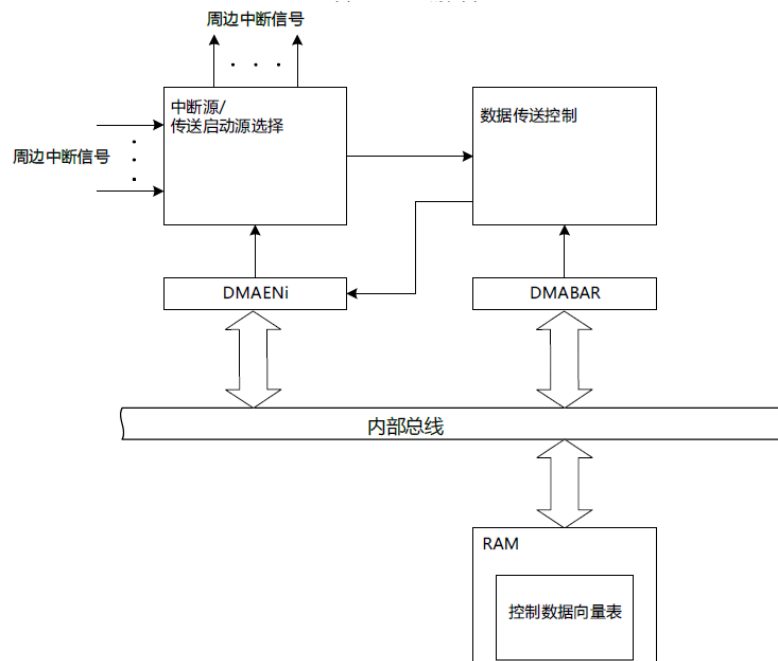 周边中断信号
中断源/
传送启动源选择
数据传送控制
周边中断信号
DMAENi
DMABAR
内部总线
RAM
控制数据向量表